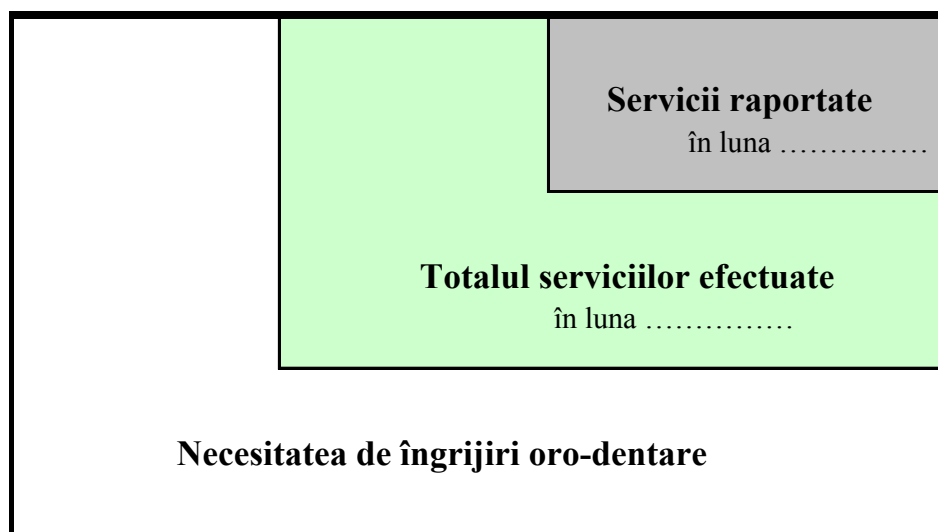 Servicii raportate
în luna ……………
Totalul serviciilor efectuate
în luna ……………
Necesitatea de îngrijiri oro-dentare